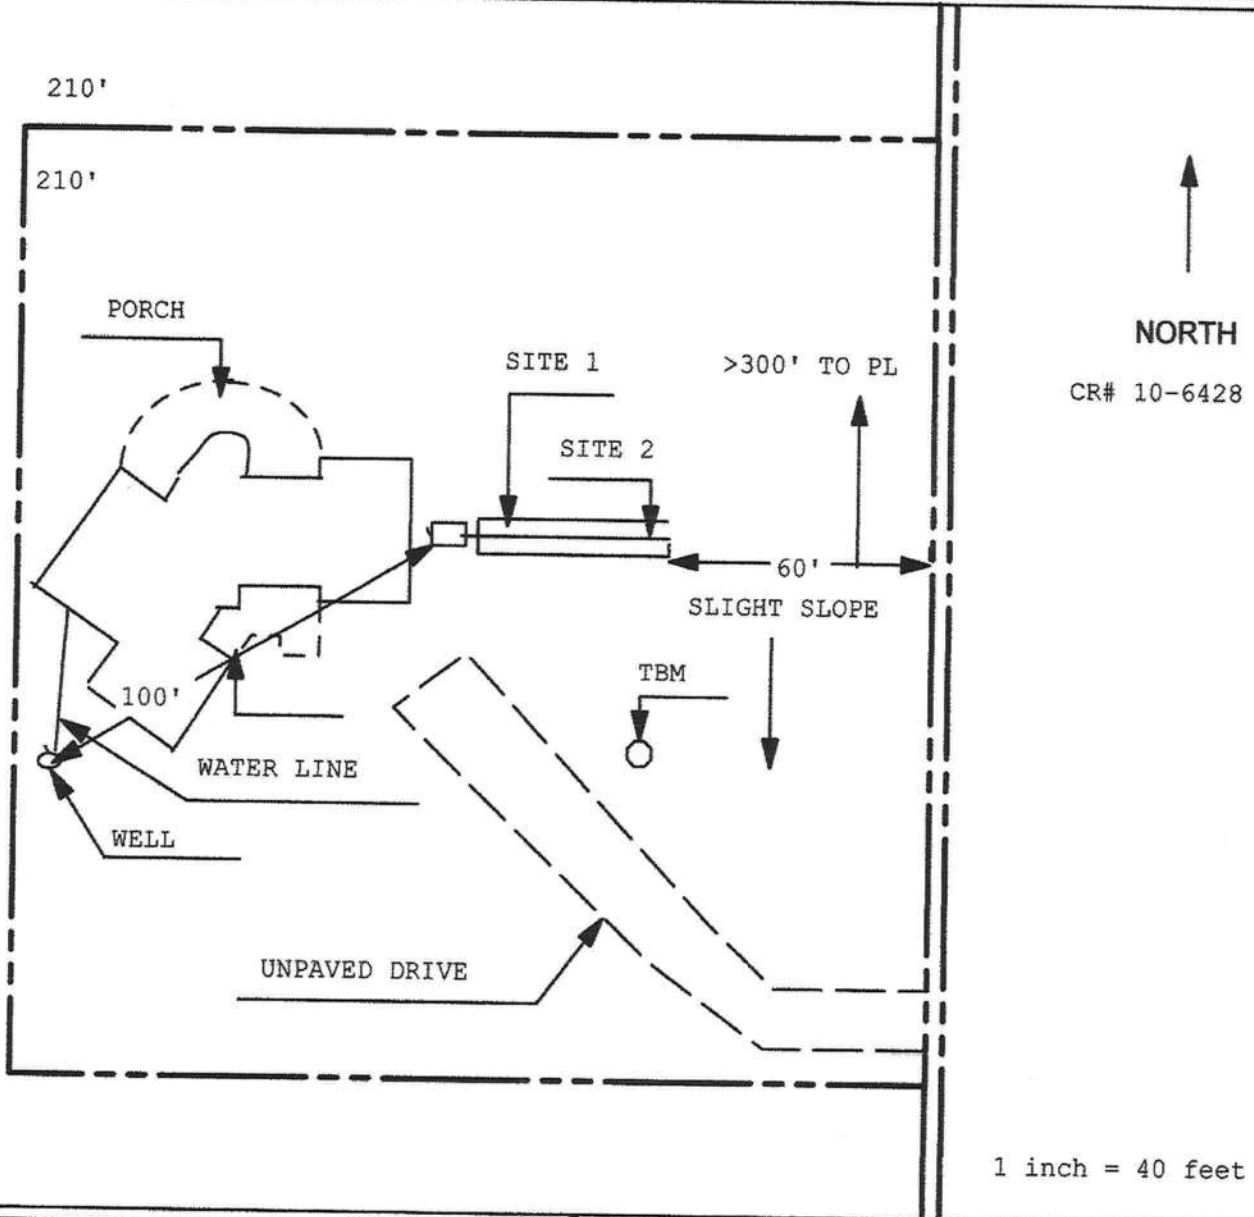 210'
210'
PORCH
SITE 1
>300' TO PL
NORTH
CR# 10-6428
SITE 2
60'
SLIGHT SLOPE
TBM
100'
WATER LINE
WELL
UNPAVED DRIVE
1 inch = 40 feet